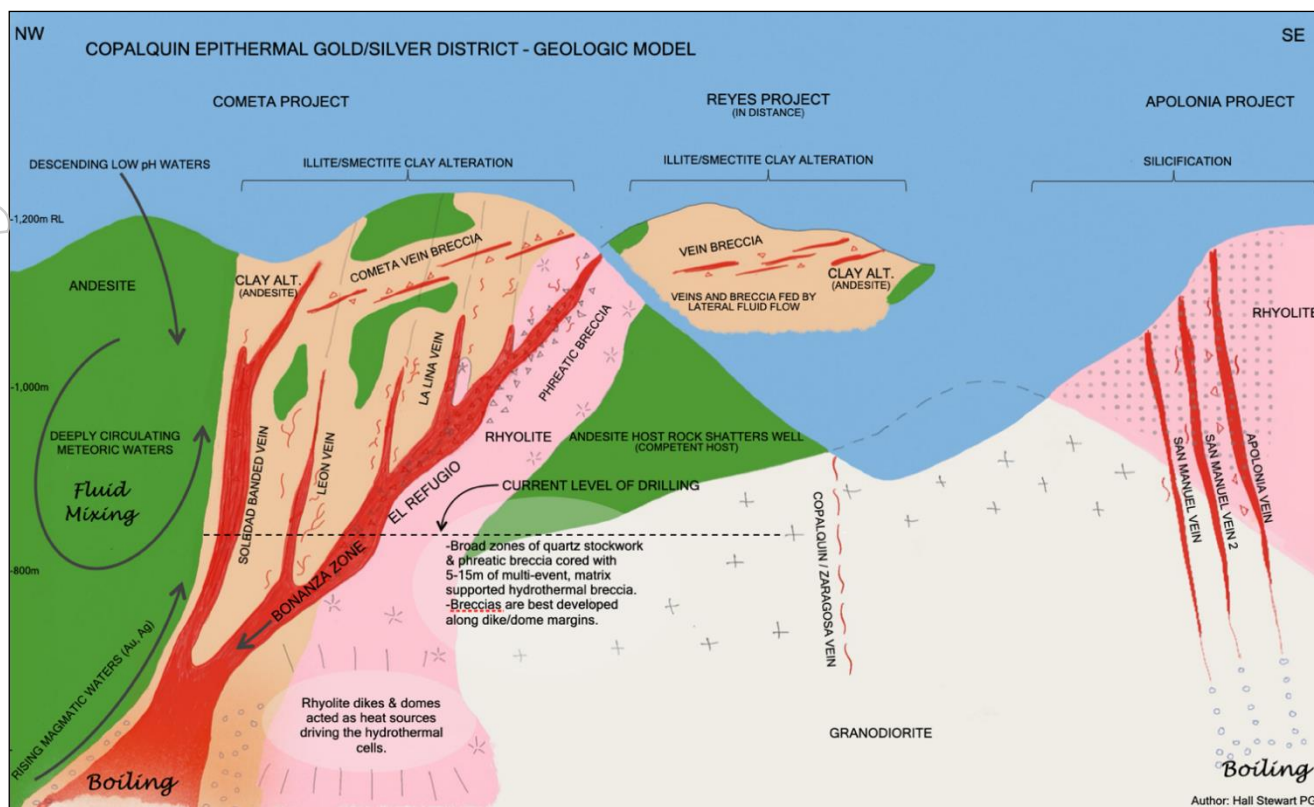 NW
SE
COPALQUIN EPITHERMAL GOLD/SILVER DISTRICT - GEOLOGIC MODEL
COMETA PROJECT
REYES PROJECT
(IN DISTANCE)
APOLONIA PROJECT
DESCENDING LOW pH WATERS
ILLITE/SMECTITE CLAY ALTERATION
ILLITE/SMECTITE CLAY ALTERATION
SILICIFICATION
-1,200m RL
ANDESITE
CLAY ALT.
(ANDESITE)
COMETA VEIN BRECCIA
VEIN BRECCIA
CLAY ALT.
(ANDESITE)
VEINS AND BRECCIA FED BY
LATERAL FLUID FLOW
RHYOLITE
-1,000m
LA LINA VEIN
PHREATIC BRECCIA
DEEPLY CIRCULATING
METEORIC WATERS
Fluid
Mixing
SOLEDAD BANDED VEIN
LEON VEIN
RHYOLITE
EL REFUGIO
ANDESITE HOST ROCK SHATTERS WELL
(COMPETENT HOST)
CURRENT LEVEL OF DRILLING
SAN MANUEL VEIN
SAN MANUEL VEIN 2
APOLONIA VEIN
-800m
BONANZA ZONE
-Broad zones of quartz stockwork
& phreatic breccia cored with
5-15m of multi-event, matrix
supported hydrothermal breccia.
-Breccias are best developed
along dike/dome margins.
COPALQUIN / ZARAGOSA VEIN
RISING MAGMATIC WATERS (Au, Ag)
Rhyolite dikes & domes
acted as heat sources
driving the hydrothermal
cells.
GRANODIORITE
Boiling
Boiling
Author: Hall Stewart PG